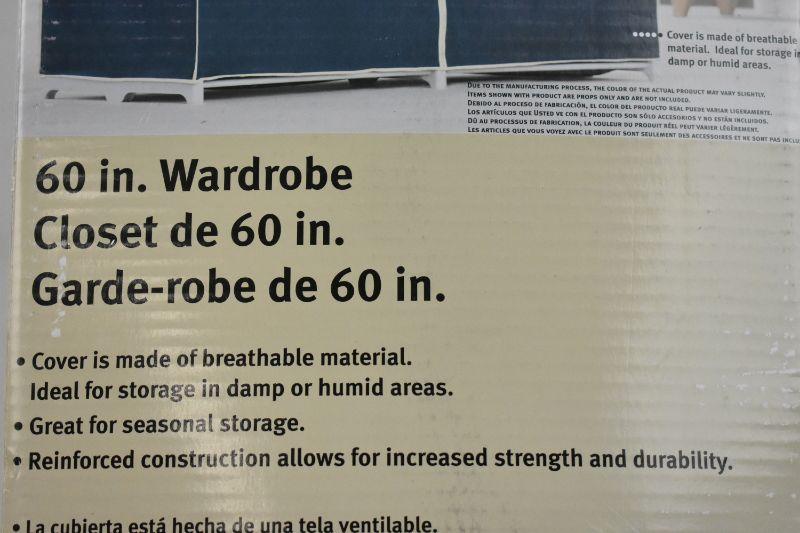 Cover is made of breathable
material. Ideal for storage
damp or humid areas.
DUE TO THE MANUFACTURING PROCESS, THE COLOR OF THE ACTUAL PRODUCT MAY VARY SLIGHTLY.
ITEMS SHOWN WITH PRODUCT ARE PROPS ONLY AND ARE NOT INCLUDED.
DEBIDO AL PROCESO DE FABRICACIÓN, EL COLOR DEL PRODUCTO REAL PUEDE VARIAR LIGERAMENTE.
LOS ARTÍCULOS QUE USTED VE CON EL PRODUCTO SON SÓLO ACCESORIOS Y NO ESTÁN INCLUIDOS.
DÛ AU PROCESSUS DE FABRICATION, LA COULEUR DU PRODUIT RÉEL PEUT VARIER LÉGÈREMENT.
LES ARTICLES QUE VOUS VOYEZ AVEC LE PRODUIT SONT SEULEMENT DES ACCESSOIRES ET NE SONT PAS
60 in. Wardrobe
Closet de 60 in.
Garde-robe de 60 in.
• Cover is made of breathable material.
Ideal for storage in damp or humid areas.
• Great for seasonal storage.
• Reinforced construction allows for increased strength and durability.
• La cubierta está hecha de una tela ventilable.